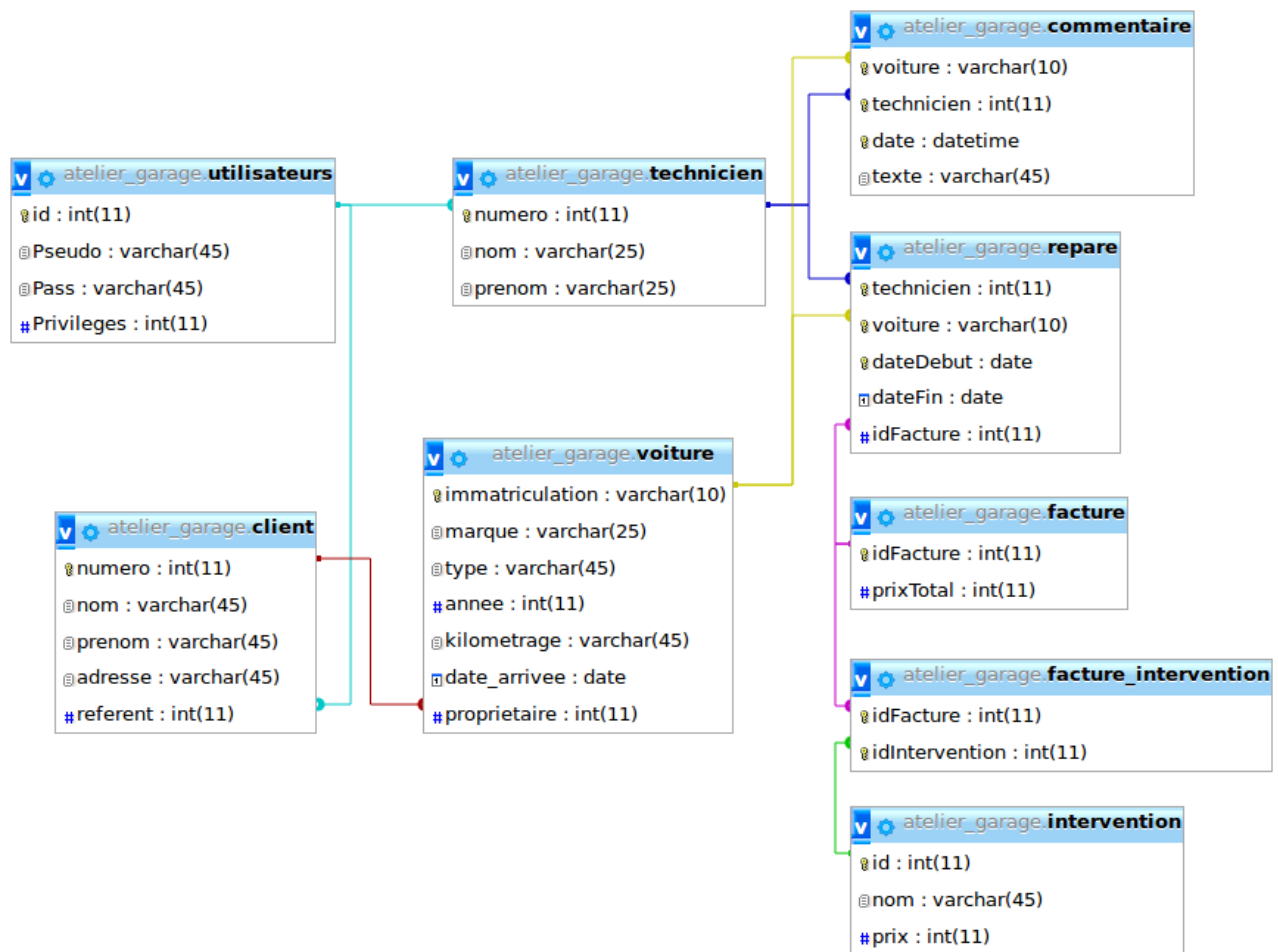 atelier_garage.commentaire
voiture : varchar(10)
technicien : int(11)
date : datetime
texte : varchar(45)
atelier_garage.utilisateurs
id : int(11)
Pseudo : varchar(45)
Pass : varchar(45)
Privileges : int(11)
atelier_garage.technicien
numero : int(11)
nom : varchar(25)
prenom : varchar(25)
atelier_garage.repare
technicien : int(11)
voiture : varchar(10)
dateDebut : date
dateFin : date
idFacture : int(11)
atelier_garage.voiture
immatriculation : varchar(10)
marque : varchar(25)
type : varchar(45)
annee : int(11)
kilometrage : varchar(45)
date_arrivee : date
proprietaire : int(11)
atelier_garage.client
numero : int(11)
nom : varchar(45)
prenom : varchar(45)
adresse : varchar(45)
referent : int(11)
atelier_garage.facture
idFacture : int(11)
prixTotal : int(11)
atelier_garage.facture_intervention
idFacture : int(11)
idIntervention : int(11)
atelier_garage.intervention
id : int(11)
nom : varchar(45)
prix : int(11)